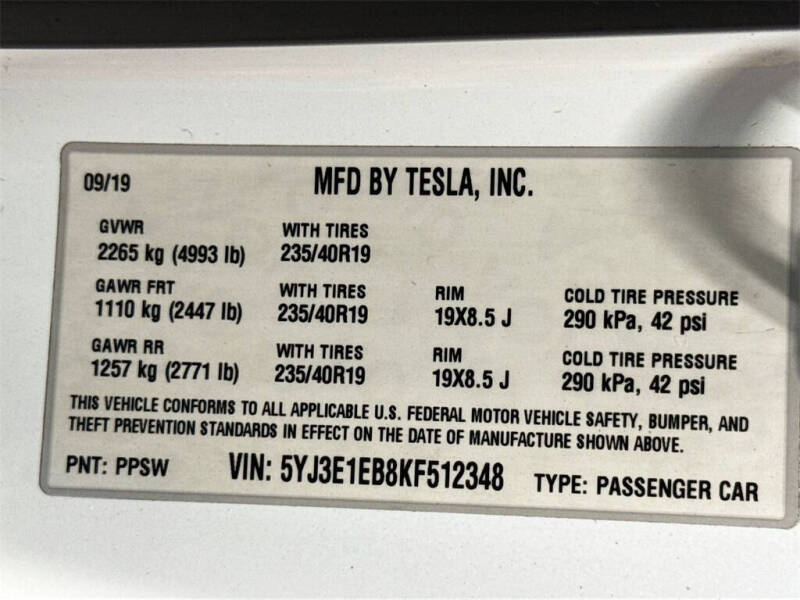 09/19 MFD BY TESLA, INC.
GVWR WITH TIRES
2265 kg (4993 lb) 235/40R19
GAWR FRT WITH TIRES RIM COLD TIRE PRESSURE
1110 kg (2447 lb) 235/40R19 19X8.5 J 290 kPa, 42 psi
GAWR RR WITH TIRES RIM COLD TIRE PRESSURE
1257 kg (2771 lb) 235/40R19 19X8.5 J 290 kPa, 42 psi
THIS VEHICLE CONFORMS TO ALL APPLICABLE U.S. FEDERAL MOTOR VEHICLE SAFETY, BUMPER, AND
THEFT PREVENTION STANDARDS IN EFFECT ON THE DATE OF MANUFACTURE SHOWN ABOVE.
PNT: PPSW VIN: 5YJ3E1EB8KF512348 TYPE: PASSENGER CAR